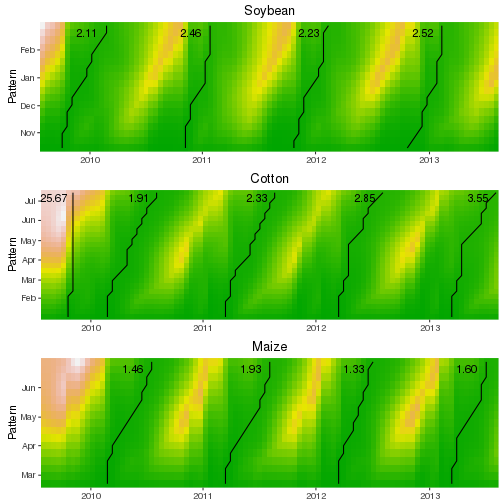 Soybean
2.11 2.46 2.23 2.52
Feb
Jan
Dec
Nov
Pattern
2010 2011 2012 2013
Cotton
25.67 1.91 2.33 2.85 3.55
Jul
Jun
May
Apr
Mar
Feb
Pattern
2010 2011 2012 2013
Maize
1.46 1.93 1.33 1.60
Jun
May
Apr
Mar
Pattern
2010 2011 2012 2013